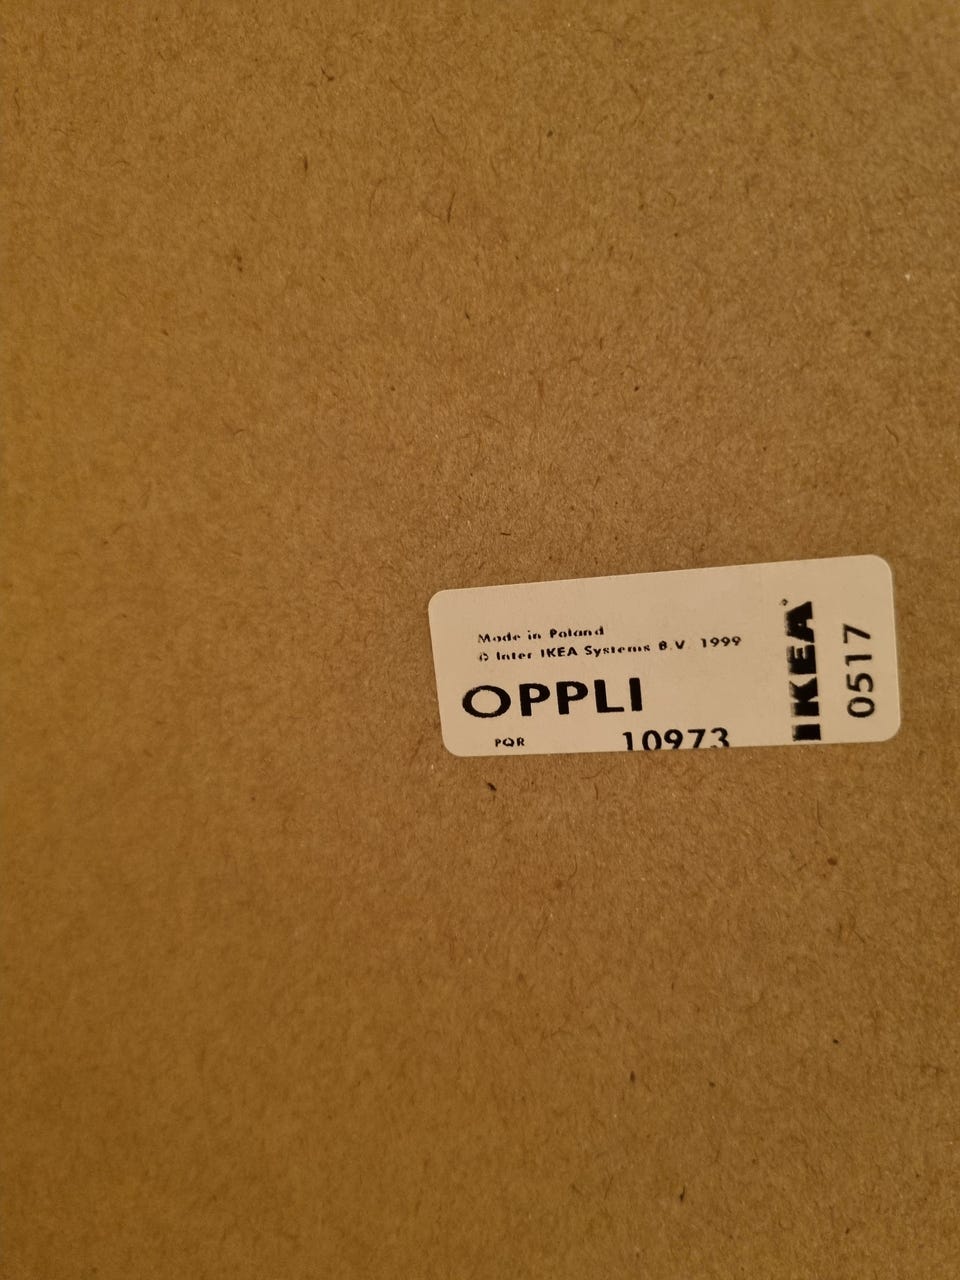 Made in Poland
© Inter IKEA Systems B.V. 1999
OPPLI
PQR 10973
IKEA®
0517